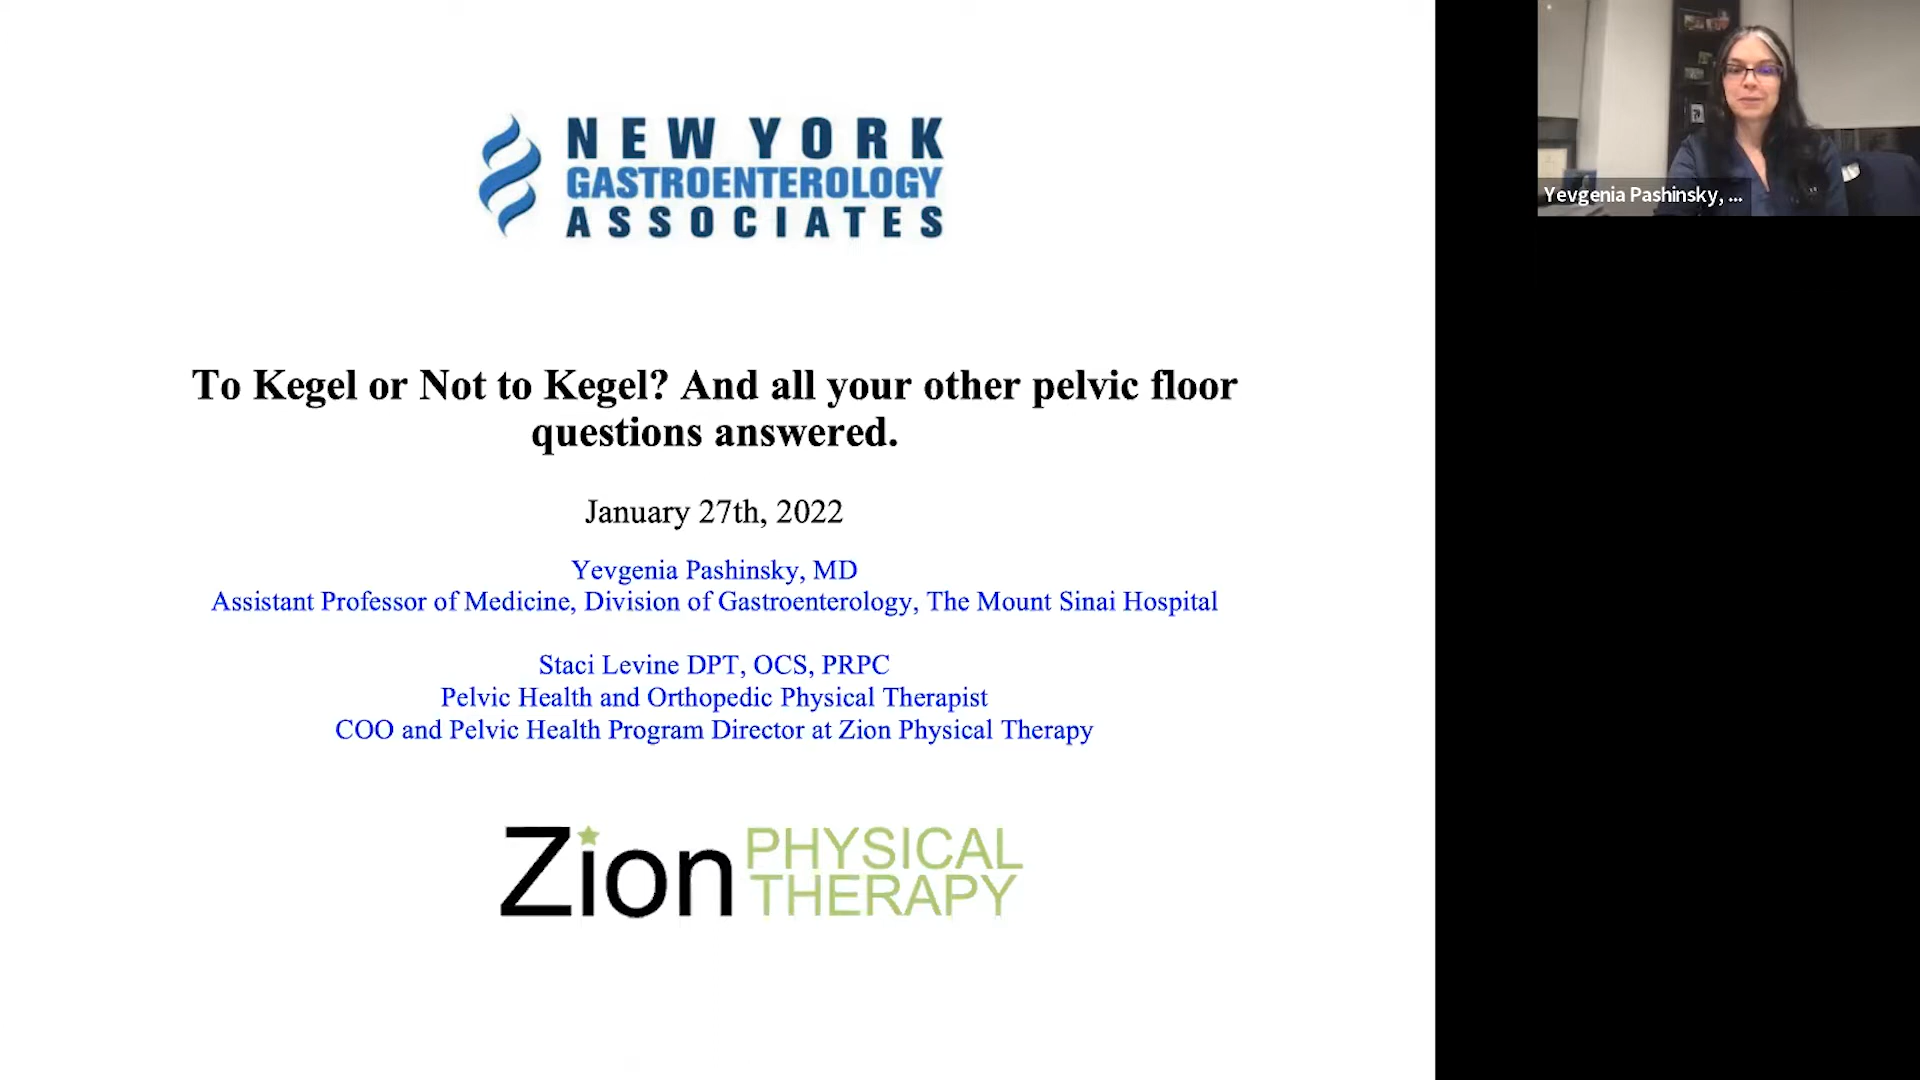 NEW YORK
GASTROENTEROLOGY
ASSOCIATES
To Kegel or Not to Kegel? And all your other pelvic floor
questions answered.
January 27th, 2022
Yevgenia Pashinsky, MD
Assistant Professor of Medicine, Division of Gastroenterology, The Mount Sinai Hospital
Staci Levine DPT, OCS, PRPC
Pelvic Health and Orthopedic Physical Therapist
COO and Pelvic Health Program Director at Zion Physical Therapy
Zion PHYSICAL
THERAPY
Yevgenia Pashinsky, ...